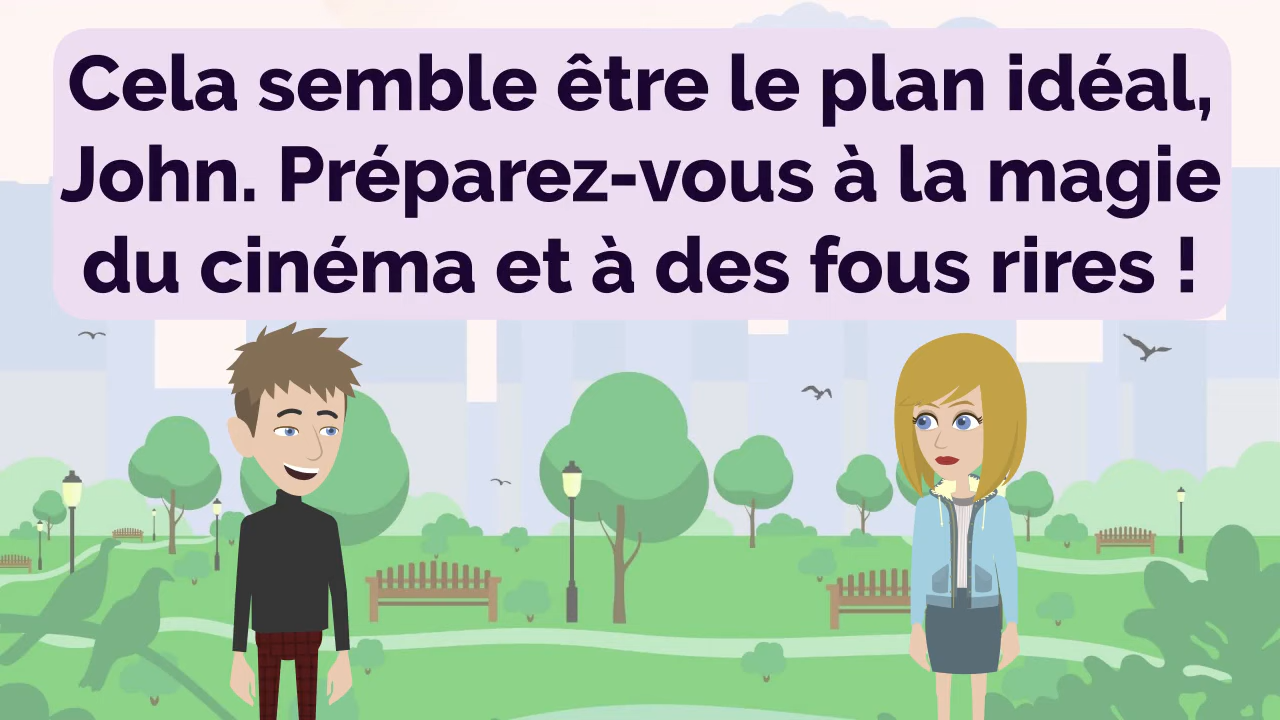 Cela semble être le plan idéal,
John. Préparez-vous à la magie
du cinéma et à des fous rires !